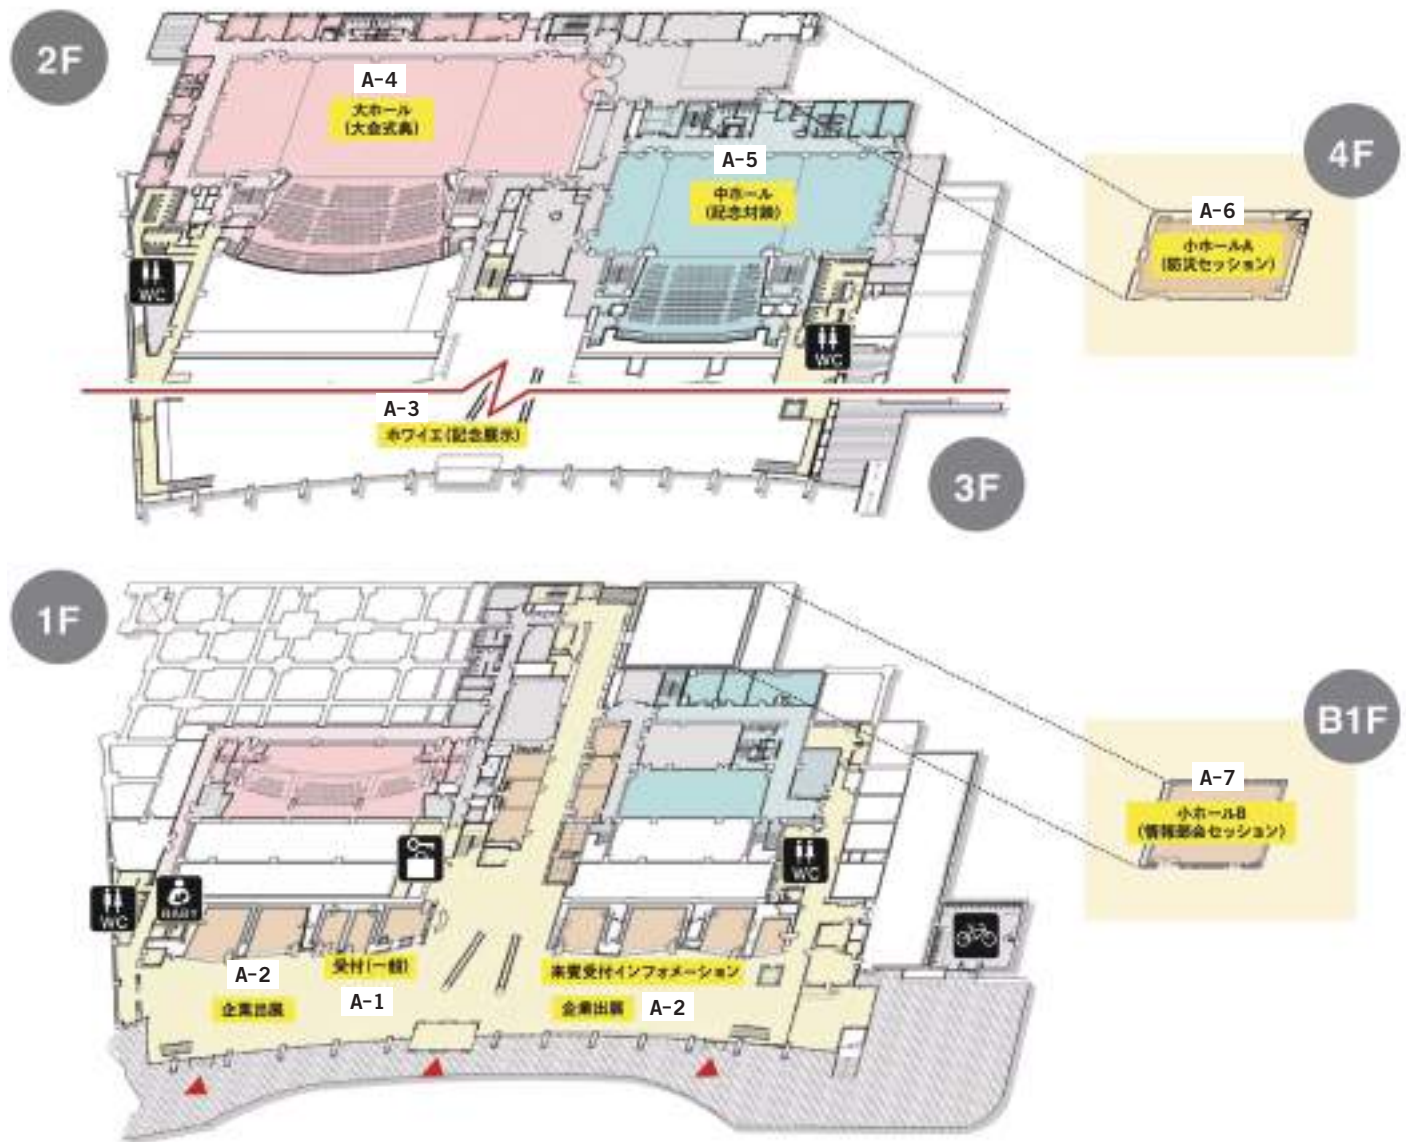 2F
A-4
大ホール
(大会式典)
A-5
中ホール
(記念対談)
4F
A-6
小ホールA
(防災セッション)
WC
WC
A-3
ホワイエ(記念展示)
3F
1F
B1F
A-7
小ホールB
(情報部会セッション)
WC
WC
BABY
A-2
受付(一般)
来賓受付インフォメーション
企業出展
A-1
企業出展
A-2